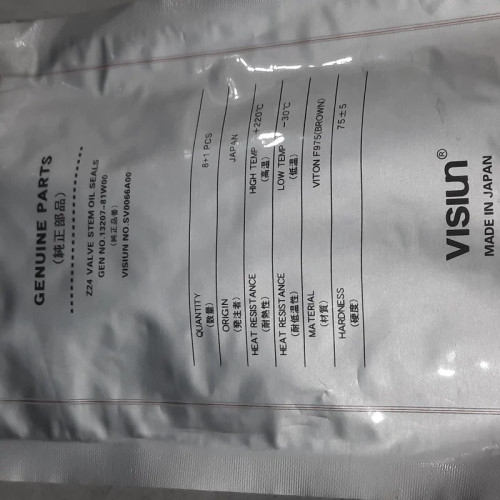 GENUINE PARTS
(純正部品)
Z24 VALVE STEM OIL SEALS
GEN NO.13207-81W00
(純正品番)
VISIUN NO.SV0066A00
QUANTITY 8+1 PCS
(数量)
ORIGIN JAPAN
(発注者)
HEAT RESISTANCE HIGH TEMP +220℃
(耐熱性) (高温)
HEAT RESISTANCE LOW TEMP -30℃
(耐低温性) (低温)
MATERIAL VITON F975(BROWN)
(材質)
HARDNESS 75±5
(硬度)
VISIUN®
MADE IN JAPAN